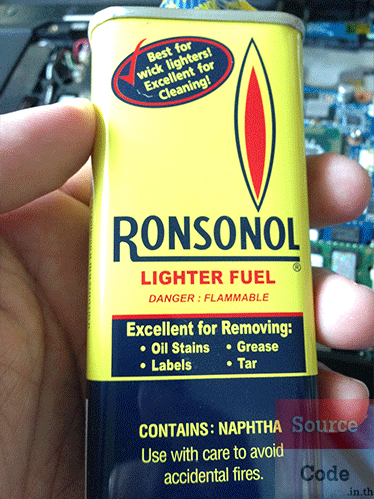 Best for
wick lighters!
Excellent for
Cleaning!
RONSONOL®
LIGHTER FUEL
DANGER : FLAMMABLE
Excellent for Removing:
• Oil Stains • Grease
• Labels • Tar
CONTAINS: NAPHTHA
Use with care to avoid
accidental fires.
Source
Code
.in.th